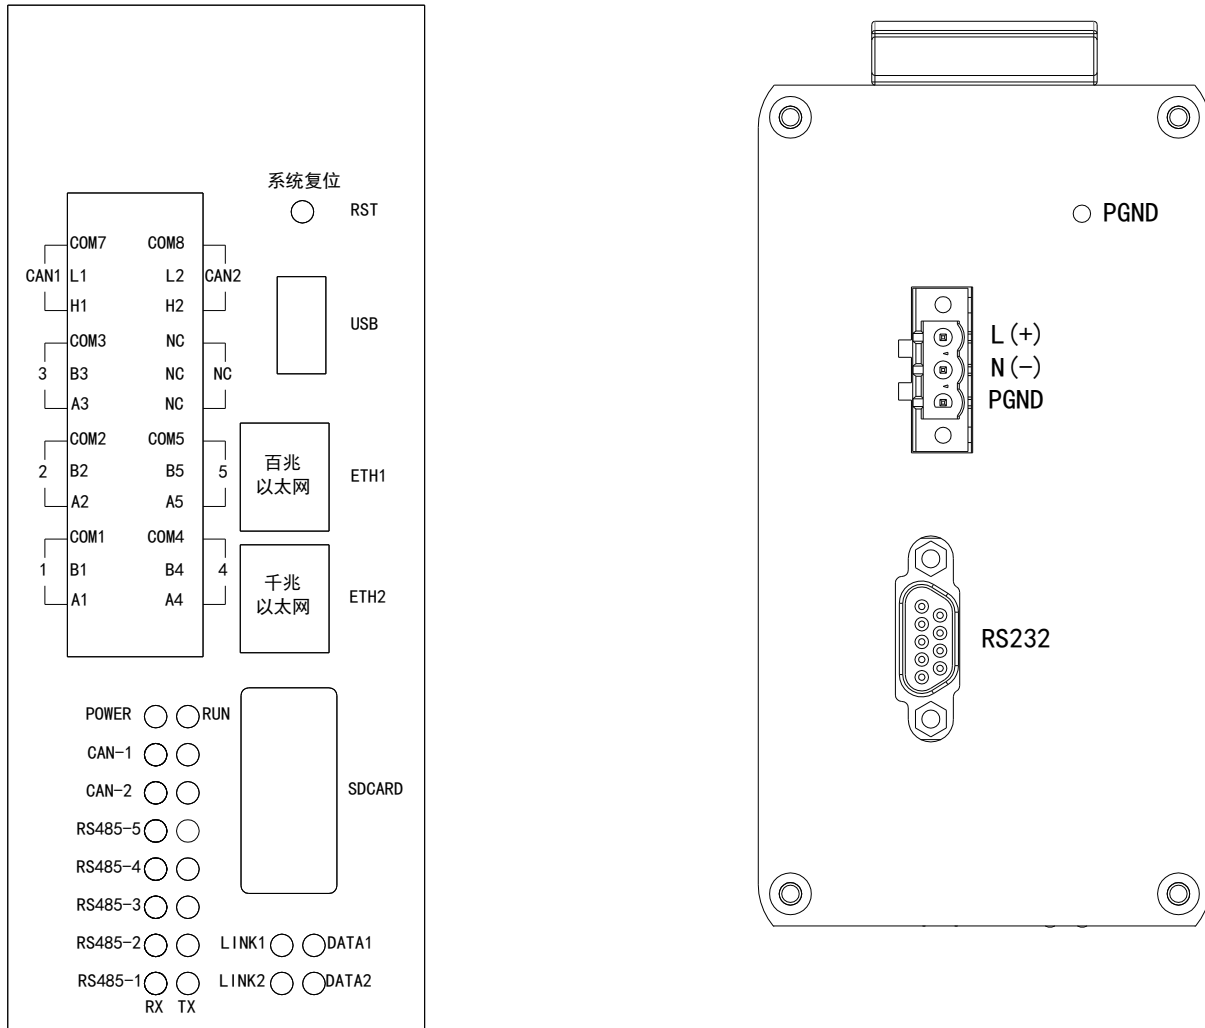 系统复位
RST
COM7 COM8
CAN1 L1 L2 CAN2
H1 H2
USB
COM3 NC
3 B3 NC NC
A3 NC
COM2 COM5
2 B2 B5 5
A2 A5
百兆
以太网
ETH1
COM1 COM4
1 B1 B4 4
A1 A4
千兆
以太网
ETH2
POWER RUN
CAN-1
CAN-2
SDCARD
RS485-5
RS485-4
RS485-3
RS485-2 LINK1 DATA1
RS485-1 LINK2 DATA2
RX TX
PGND
L(+)
N(-)
PGND
RS232